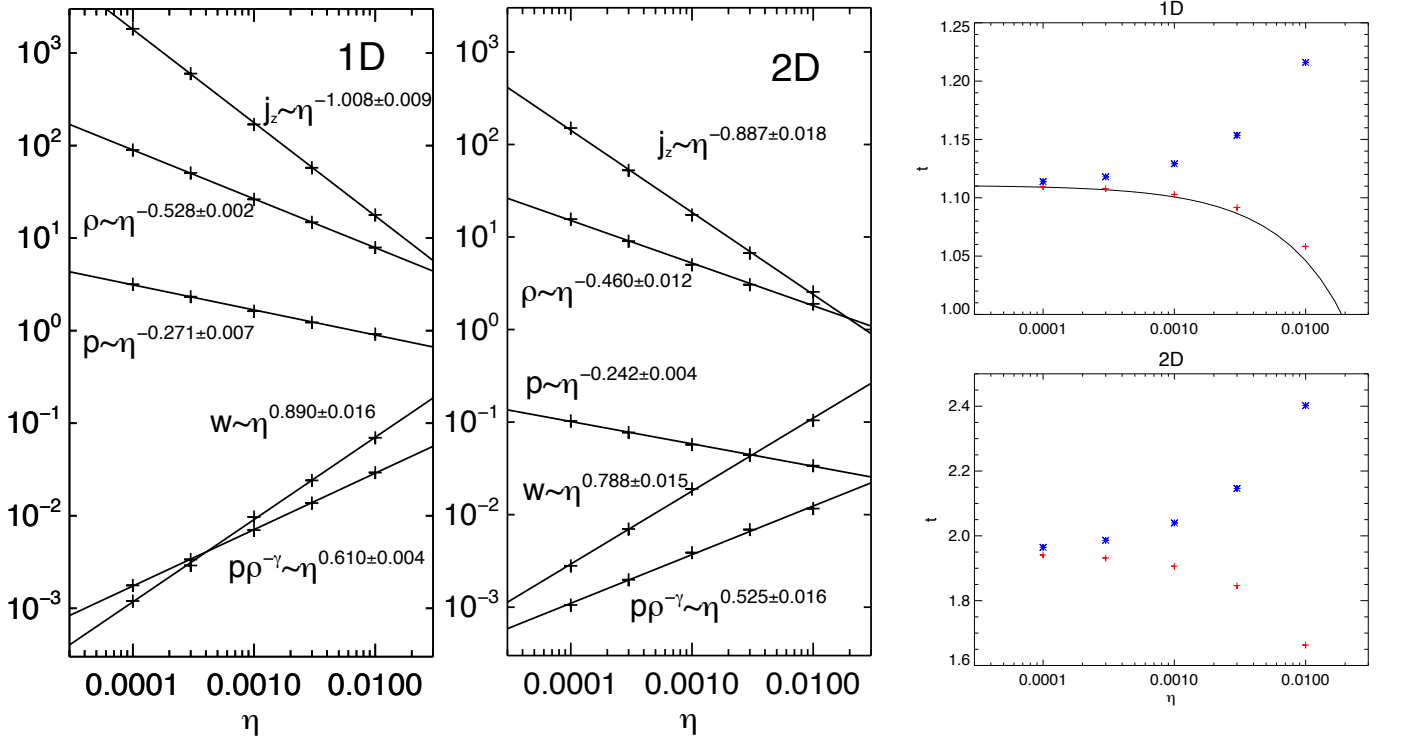 1D
10³
10²
10¹
10⁰
10⁻¹
10⁻²
10⁻³
j_z~η^−1.008±0.009
ρ~η^−0.528±0.002
p~η^−0.271±0.007
w~η^0.890±0.016
pρ^−γ~η^0.610±0.004
0.0001 0.0010 0.0100
η
2D
10³
10²
10¹
10⁰
10⁻¹
10⁻²
10⁻³
j_z~η^−0.887±0.018
ρ~η^−0.460±0.012
p~η^−0.242±0.004
w~η^0.788±0.015
pρ^−γ~η^0.525±0.016
0.0001 0.0010 0.0100
η
1D
1.25
1.20
1.15
1.10
1.05
1.00
t
0.0001 0.0010 0.0100
2D
2.4
2.2
2.0
1.8
1.6
t
0.0001 0.0010 0.0100
η